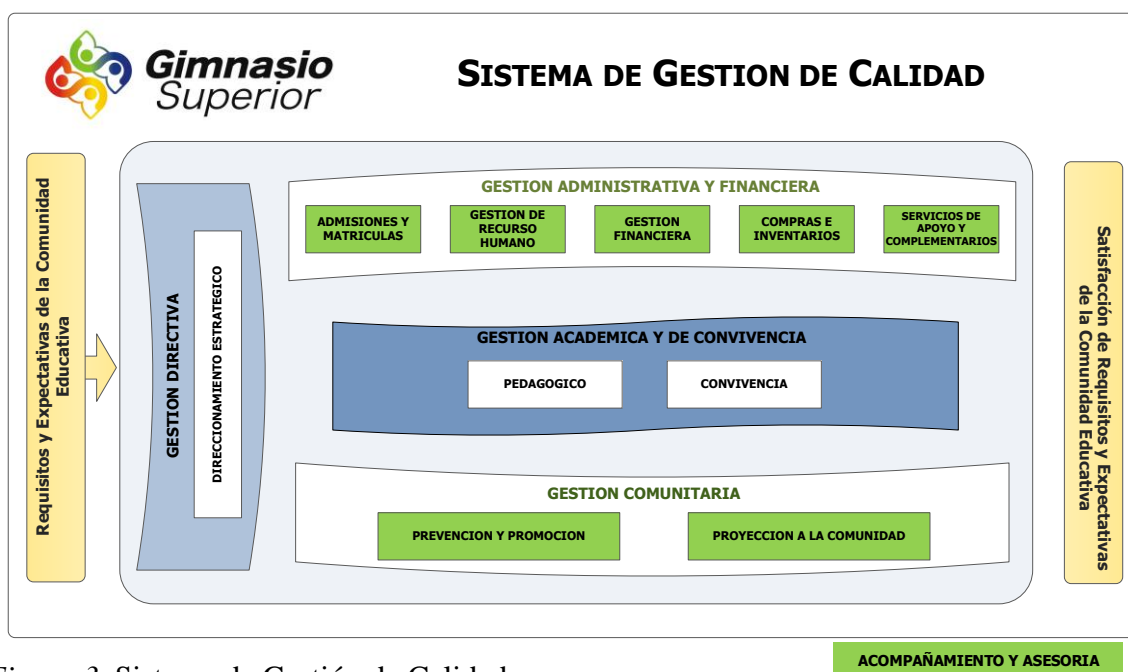 Gimnasio
Superior
SISTEMA DE GESTION DE CALIDAD
Requisitos y Expectativas de la Comunidad
Educativa
GESTION DIRECTIVA
DIRECCIONAMIENTO ESTRATEGICO
GESTION ADMINISTRATIVA Y FINANCIERA
ADMISIONES Y
MATRICULAS
GESTION DE
RECURSO
HUMANO
GESTION
FINANCIERA
COMPRAS E
INVENTARIOS
SERVICIOS DE
APOYO Y
COMPLEMENTARIOS
GESTION ACADEMICA Y DE CONVIVENCIA
PEDAGOGICO
CONVIVENCIA
GESTION COMUNITARIA
PREVENCION Y PROMOCION
PROYECCION A LA COMUNIDAD
Satisfacción de Requisitos y Expectativas
de la Comunidad Educativa
ACOMPAÑAMIENTO Y ASESORIA